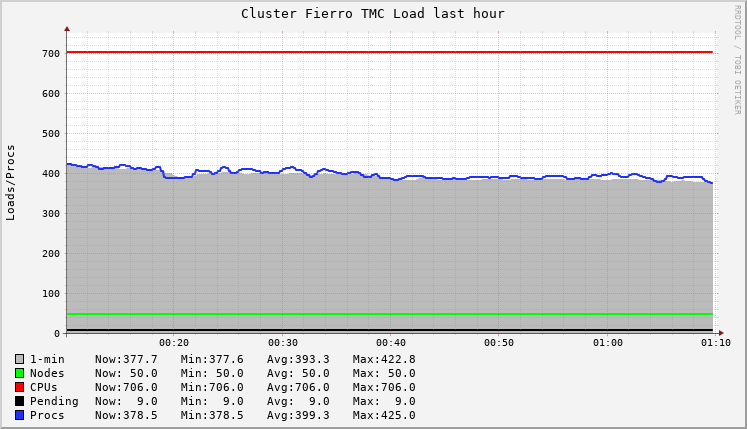 Cluster Fierro TMC Load last hour
RRDTOOL / TOBI OETIKER
Loads/Procs
700
600
500
400
300
200
100
0
00:20 00:30 00:40 00:50 01:00 01:10
1-min Now:377.7 Min:377.6 Avg:393.3 Max:422.8
Nodes Now: 50.0 Min: 50.0 Avg: 50.0 Max: 50.0
CPUs Now:706.0 Min:706.0 Avg:706.0 Max:706.0
Pending Now: 9.0 Min: 9.0 Avg: 9.0 Max: 9.0
Procs Now:378.5 Min:378.5 Avg:399.3 Max:425.0